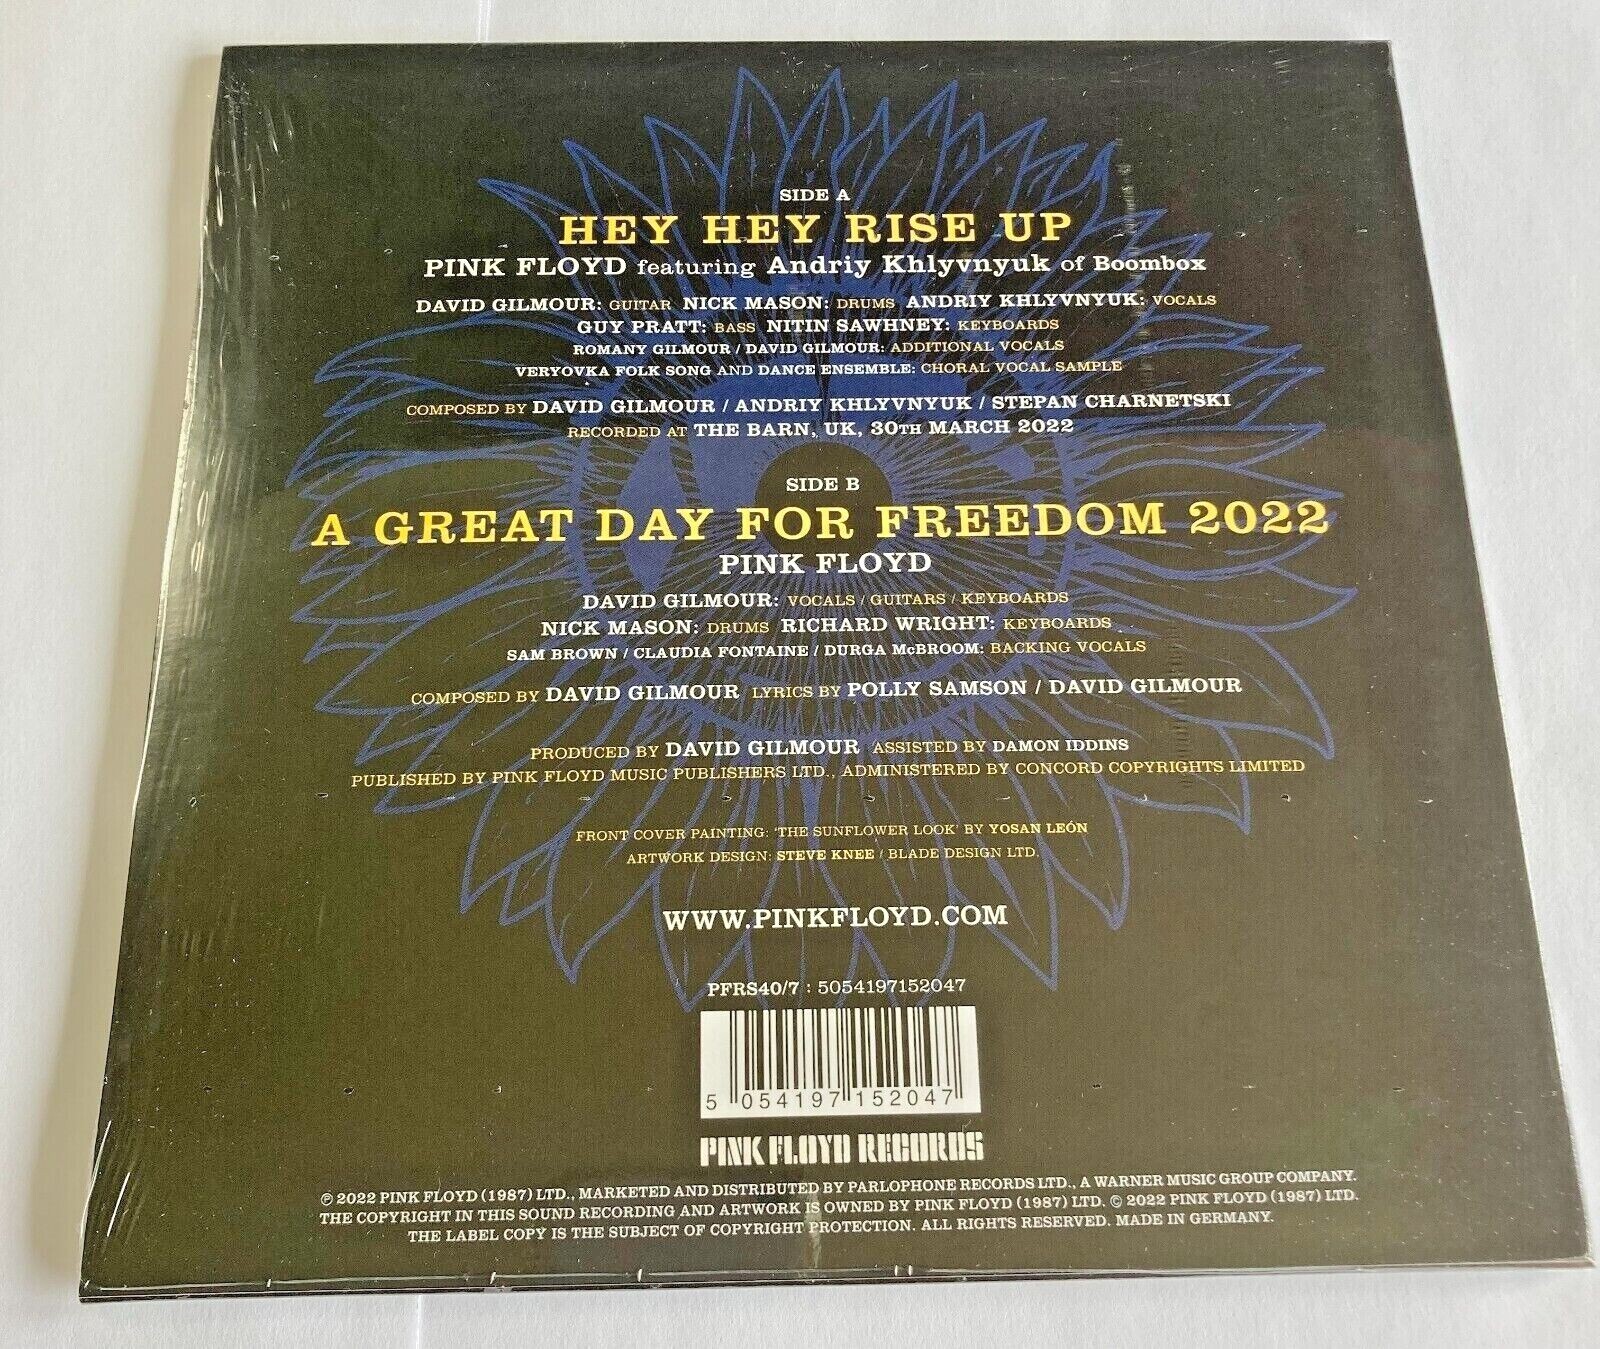 SIDE A
HEY HEY RISE UP
PINK FLOYD featuring Andriy Khlyvnyuk of Boombox
DAVID GILMOUR: GUITAR NICK MASON: DRUMS ANDRIY KHLYVNYUK: VOCALS
GUY PRATT: BASS NITIN SAWHNEY: KEYBOARDS
ROMANY GILMOUR / DAVID GILMOUR: ADDITIONAL VOCALS
VERYOVKA FOLK SONG AND DANCE ENSEMBLE: CHORAL VOCAL SAMPLE
COMPOSED BY DAVID GILMOUR / ANDRIY KHLYVNYUK / STEPAN CHARNETSKI
RECORDED AT THE BARN, UK, 30TH MARCH 2022
SIDE B
A GREAT DAY FOR FREEDOM 2022
PINK FLOYD
DAVID GILMOUR: VOCALS / GUITARS / KEYBOARDS
NICK MASON: DRUMS RICHARD WRIGHT: KEYBOARDS
SAM BROWN / CLAUDIA FONTAINE / DURGA McBROOM: BACKING VOCALS
COMPOSED BY DAVID GILMOUR LYRICS BY POLLY SAMSON / DAVID GILMOUR
PRODUCED BY DAVID GILMOUR ASSISTED BY DAMON IDDINS
PUBLISHED BY PINK FLOYD MUSIC PUBLISHERS LTD., ADMINISTERED BY CONCORD COPYRIGHTS LIMITED
FRONT COVER PAINTING: 'THE SUNFLOWER LOOK' BY YOSAN LEÓN
ARTWORK DESIGN: STEVE KNEE / BLADE DESIGN LTD.
WWW.PINKFLOYD.COM
PFRS40/7 : 5054197152047
5 054197 152047
PINK FLOYD RECORDS
℗ 2022 PINK FLOYD (1987) LTD., MARKETED AND DISTRIBUTED BY PARLOPHONE RECORDS LTD., A WARNER MUSIC GROUP COMPANY.
THE COPYRIGHT IN THIS SOUND RECORDING AND ARTWORK IS OWNED BY PINK FLOYD (1987) LTD. © 2022 PINK FLOYD (1987) LTD.
THE LABEL COPY IS THE SUBJECT OF COPYRIGHT PROTECTION. ALL RIGHTS RESERVED. MADE IN GERMANY.